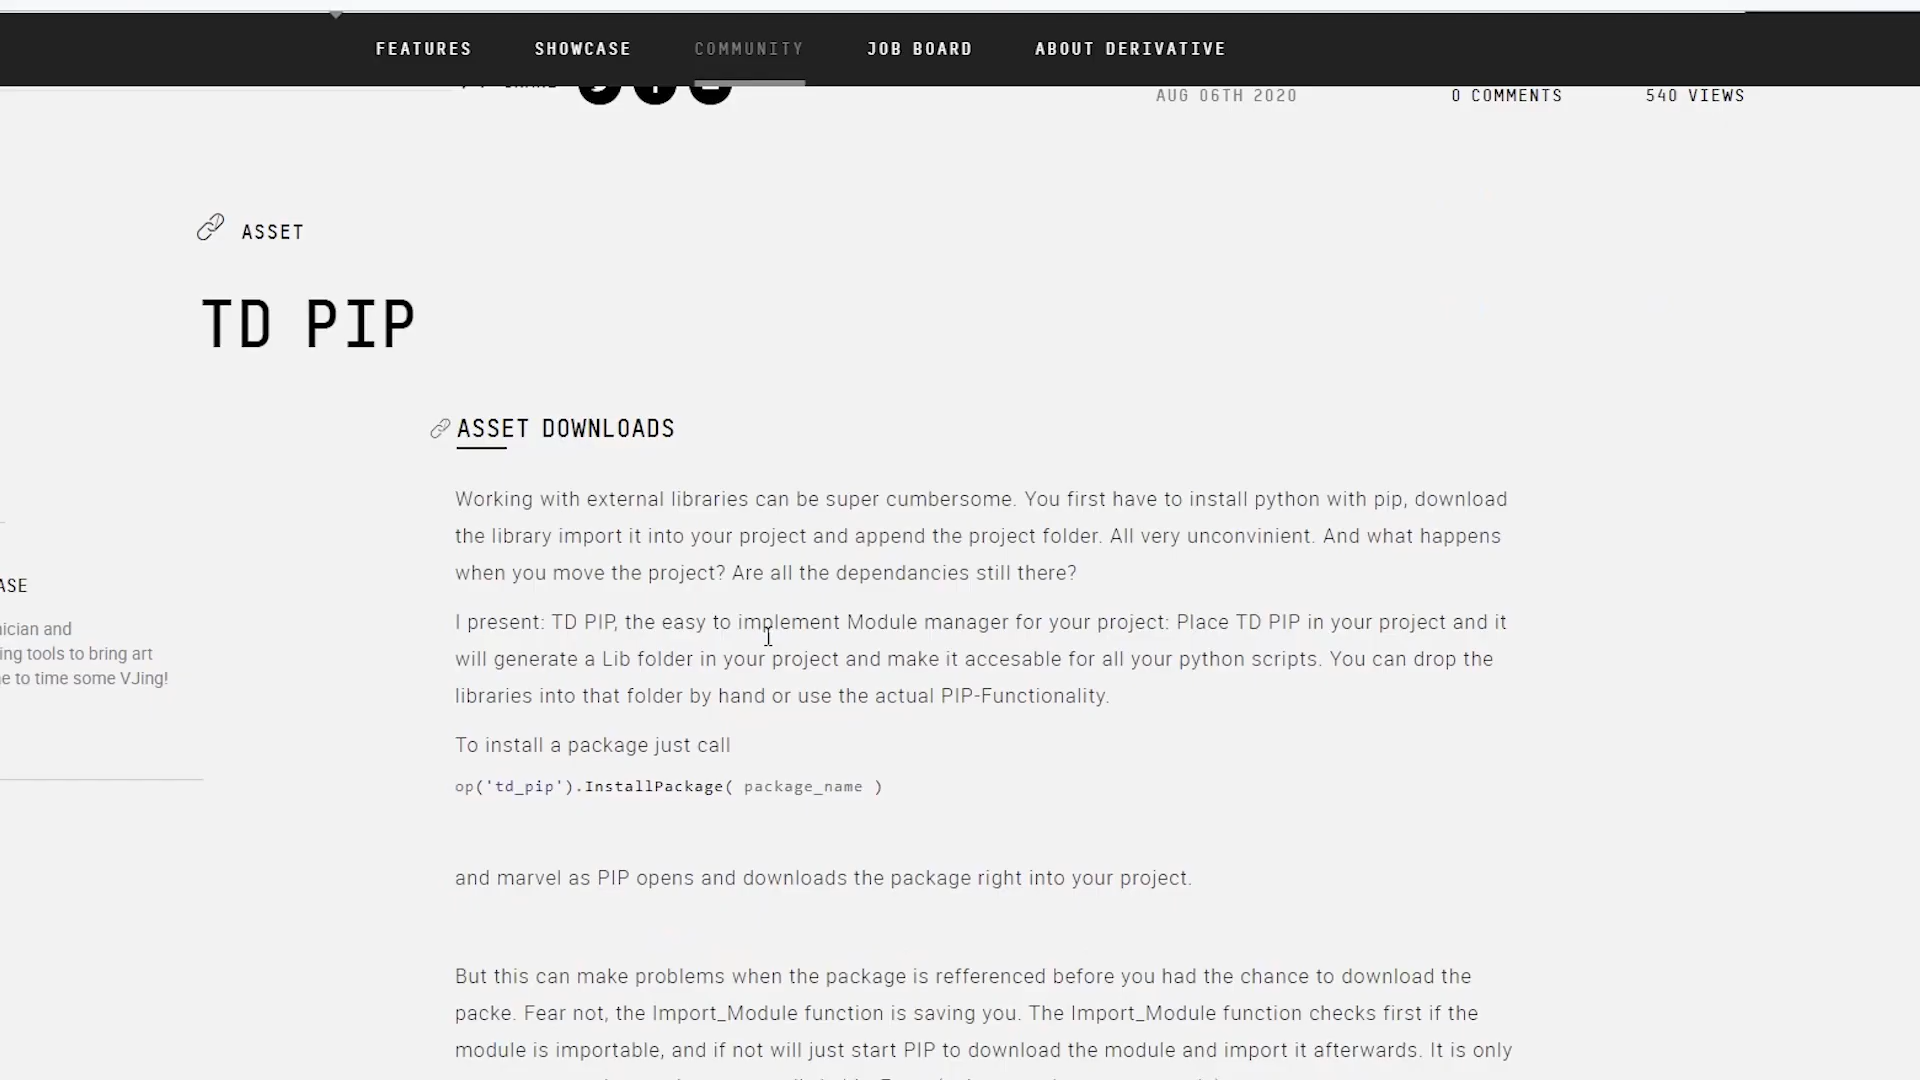 FEATURES SHOWCASE COMMUNITY JOB BOARD ABOUT DERIVATIVE
AUG 06TH 2020 0 COMMENTS 540 VIEWS
ASSET
TD PIP
ASSET DOWNLOADS
Working with external libraries can be super cumbersome. You first have to install python with pip, download
the library import it into your project and append the project folder. All very unconvinient. And what happens
when you move the project? Are all the dependancies still there?
ASE
I present: TD PIP, the easy to implement Module manager for your project: Place TD PIP in your project and it
will generate a Lib folder in your project and make it accesable for all your python scripts. You can drop the
libraries into that folder by hand or use the actual PIP-Functionality.
ician and
ing tools to bring art
e to time some VJing!
To install a package just call
op('td_pip').InstallPackage( package_name )
and marvel as PIP opens and downloads the package right into your project.
But this can make problems when the package is refferenced before you had the chance to download the
packe. Fear not, the Import_Module function is saving you. The Import_Module function checks first if the
module is importable, and if not will just start PIP to download the module and import it afterwards. It is only